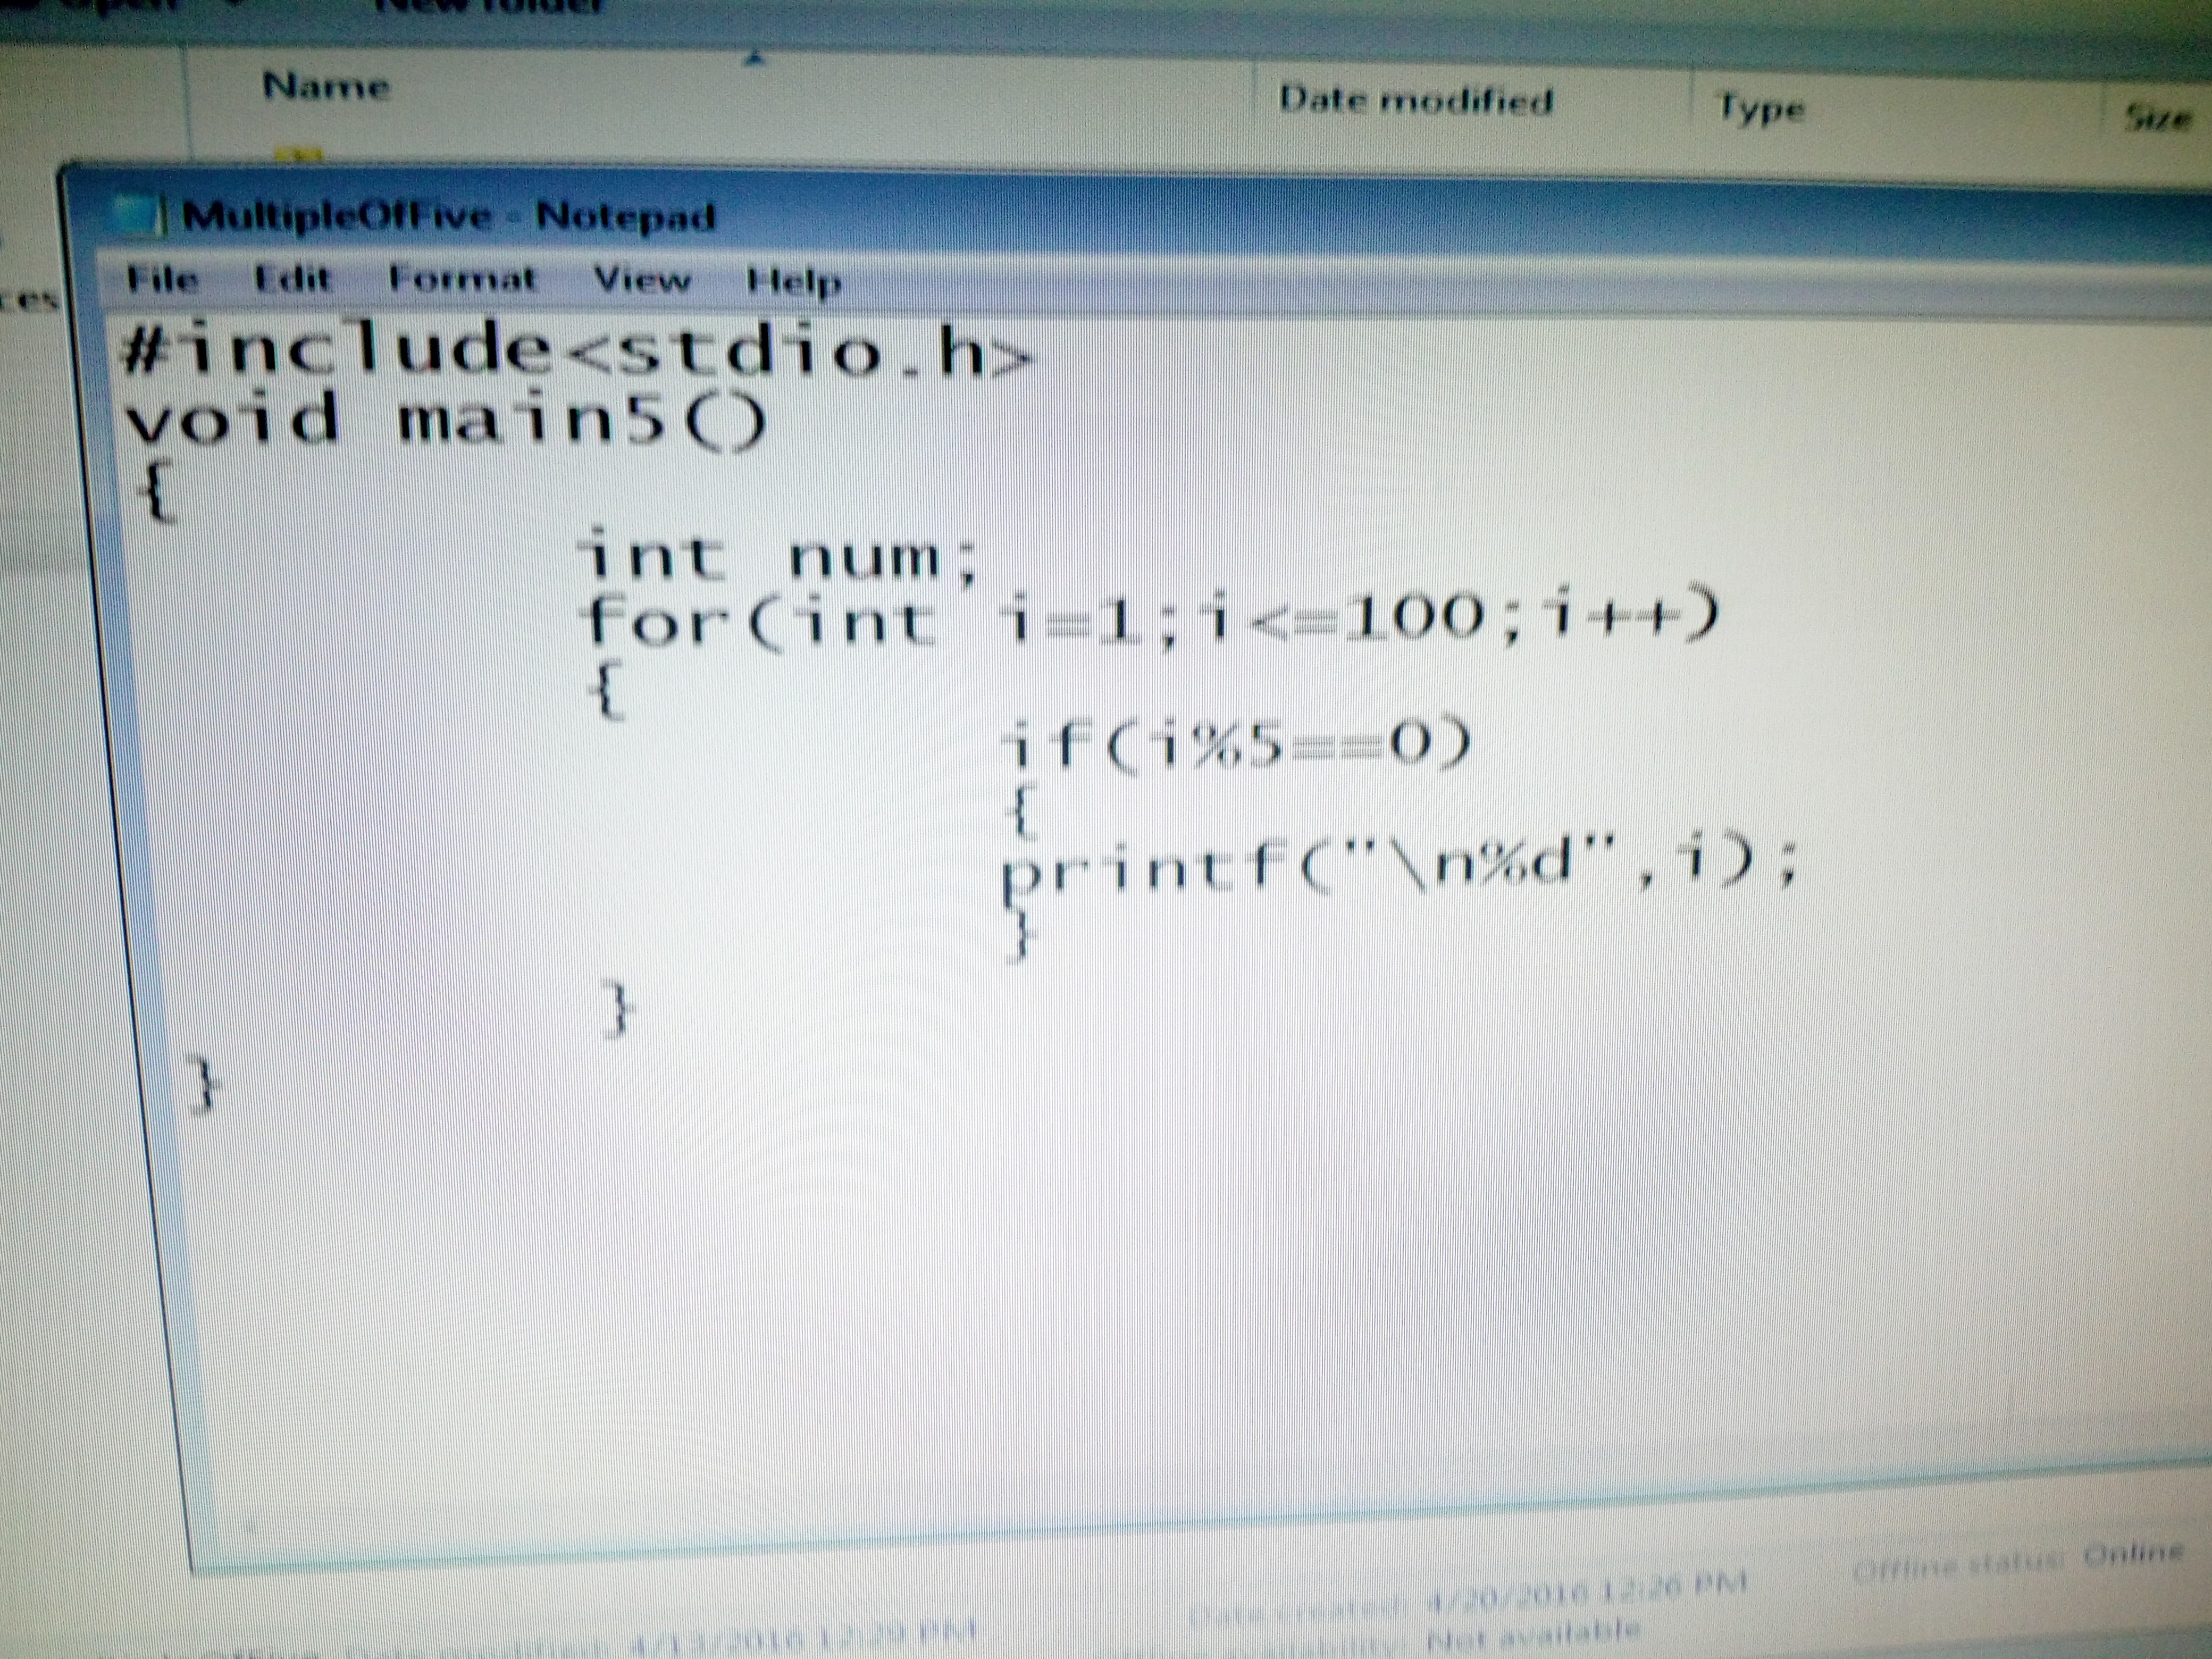 Open New folder
Name Date modified Type Size
MultipleOfFive - Notepad
File Edit Format View Help
ces
#include<stdio.h>
void main5()
{
int num;
for(int i=1;i<=100;i++)
{
if(i%5==0)
{
printf("\n%d",i);
}
}
}
OfFive Date modified: 4/13/2016 12:29 PM Date created: 4/20/2016 12:26 PM Offline status: Online
availability: Not available